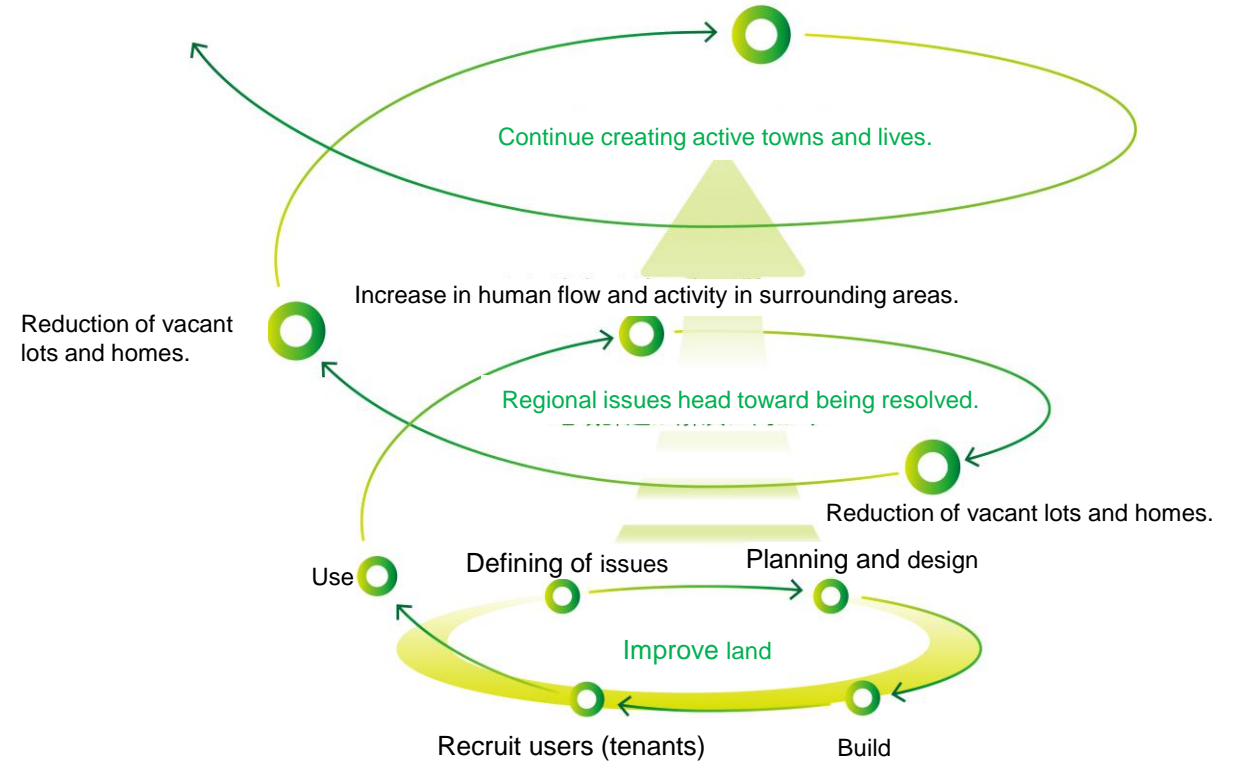 Continue creating active towns and lives.
Increase in human flow and activity in surrounding areas.
Reduction of vacant
lots and homes.
Regional issues head toward being resolved.
Reduction of vacant lots and homes.
Defining of issues
Planning and design
Use
Improve land
Recruit users (tenants)
Build